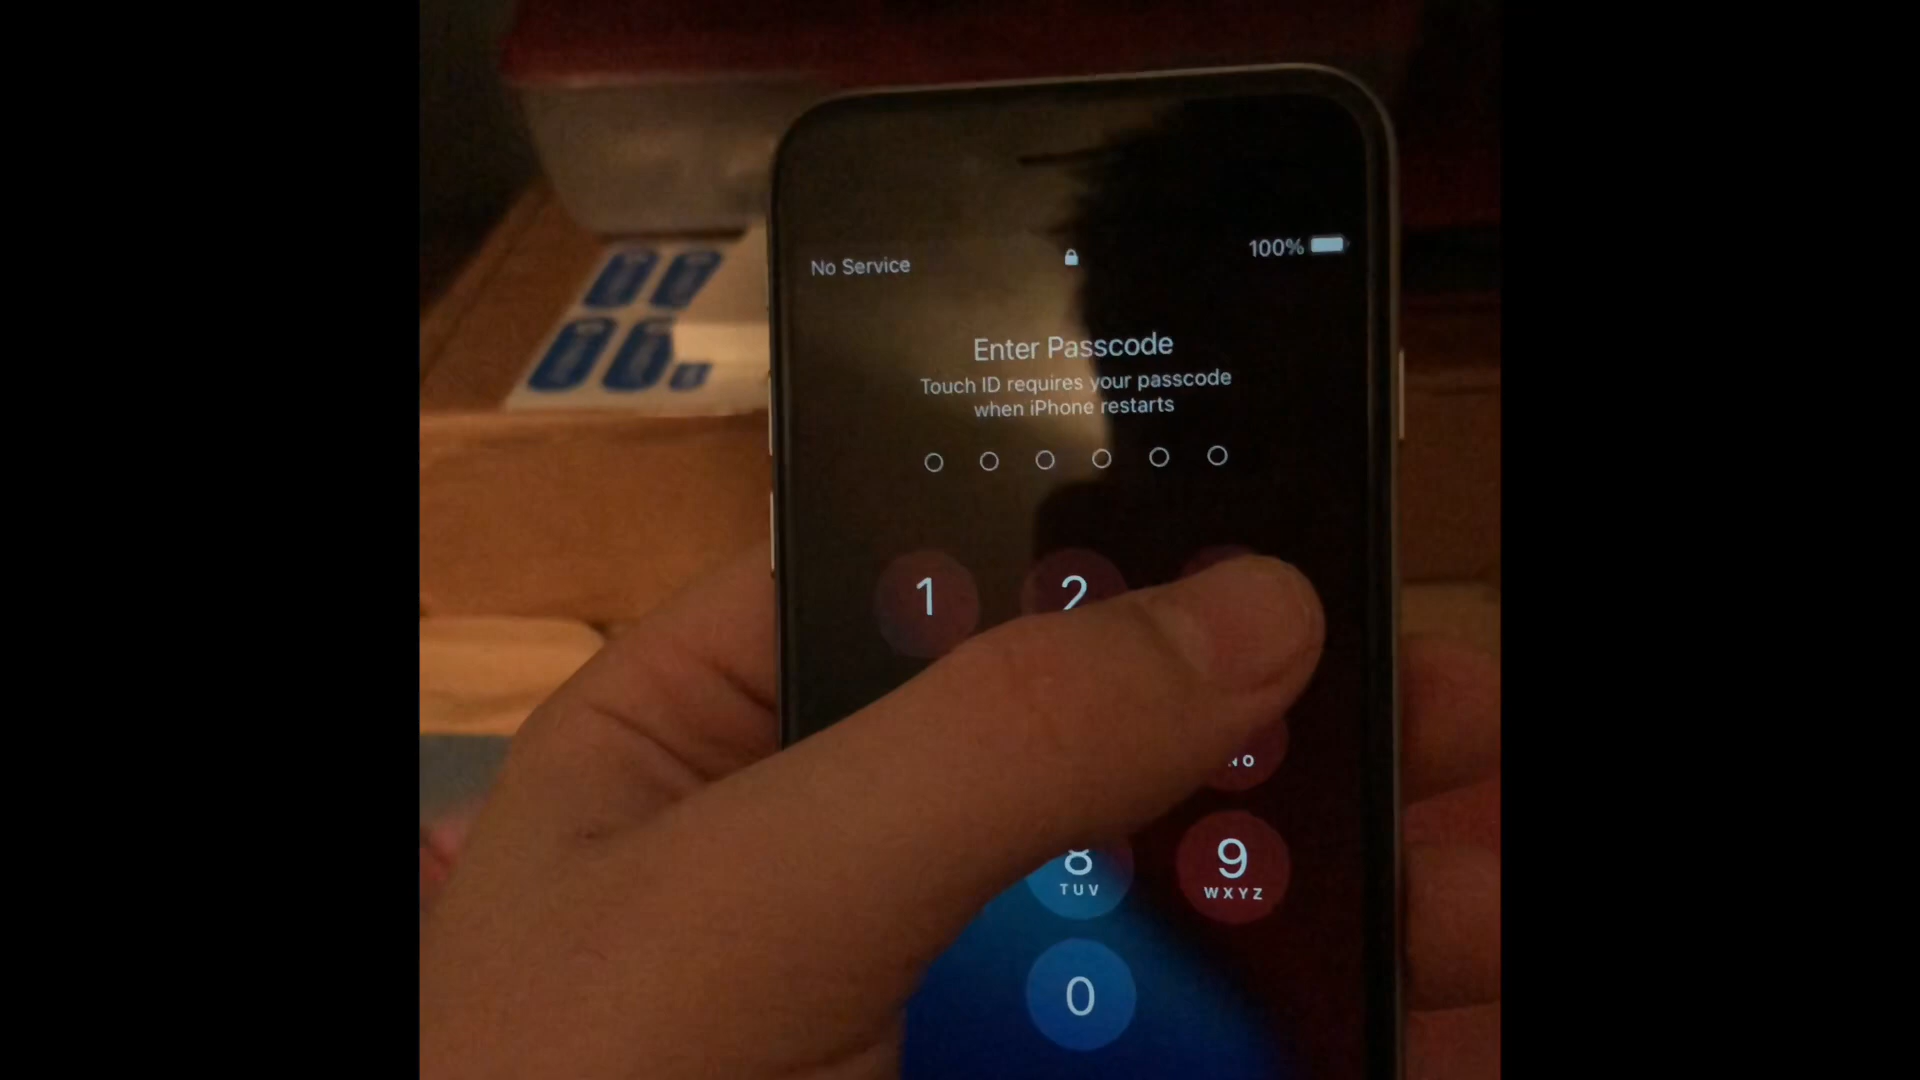 No Service
100%
Enter Passcode
Touch ID requires your passcode
when iPhone restarts
1
2
8
TUV
9
WXYZ
0